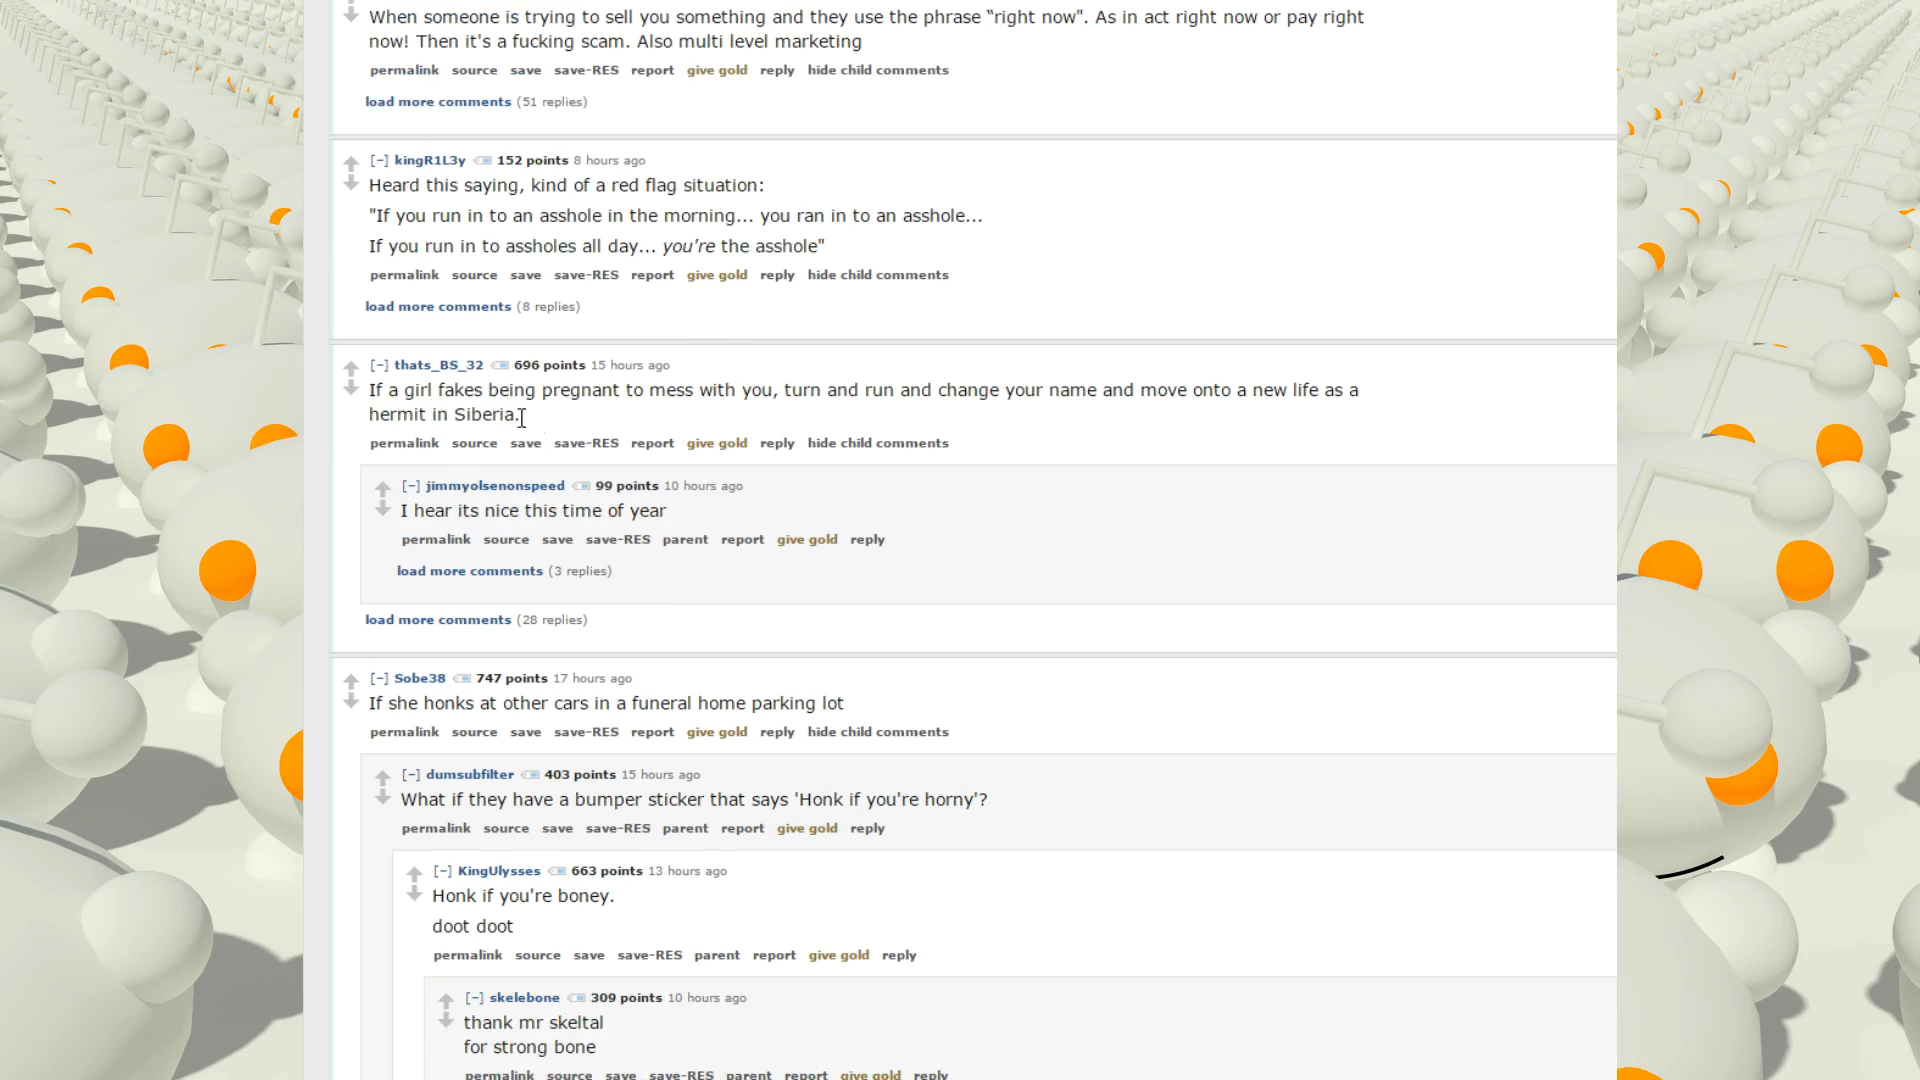 When someone is trying to sell you something and they use the phrase “right now". As in act right now or pay right
now! Then it's a fucking scam. Also multi level marketing
permalink source save save-RES report give gold reply hide child comments
load more comments (51 replies)
[-] kingR1L3y 152 points 8 hours ago
Heard this saying, kind of a red flag situation:
"If you run in to an asshole in the morning... you ran in to an asshole...
If you run in to assholes all day... you're the asshole"
permalink source save save-RES report give gold reply hide child comments
load more comments (8 replies)
[-] thats_BS_32 696 points 15 hours ago
If a girl fakes being pregnant to mess with you, turn and run and change your name and move onto a new life as a
hermit in Siberia.
permalink source save save-RES report give gold reply hide child comments
[-] jimmyolsenonspeed 99 points 10 hours ago
I hear its nice this time of year
permalink source save save-RES parent report give gold reply
load more comments (3 replies)
load more comments (28 replies)
[-] Sobe38 747 points 17 hours ago
If she honks at other cars in a funeral home parking lot
permalink source save save-RES report give gold reply hide child comments
[-] dumsubfilter 403 points 15 hours ago
What if they have a bumper sticker that says 'Honk if you're horny'?
permalink source save save-RES parent report give gold reply
[-] KingUlysses 663 points 13 hours ago
Honk if you're boney.
doot doot
permalink source save save-RES parent report give gold reply
[-] skelebone 309 points 10 hours ago
thank mr skeltal
for strong bone
permalink source save save-RES parent report give gold reply